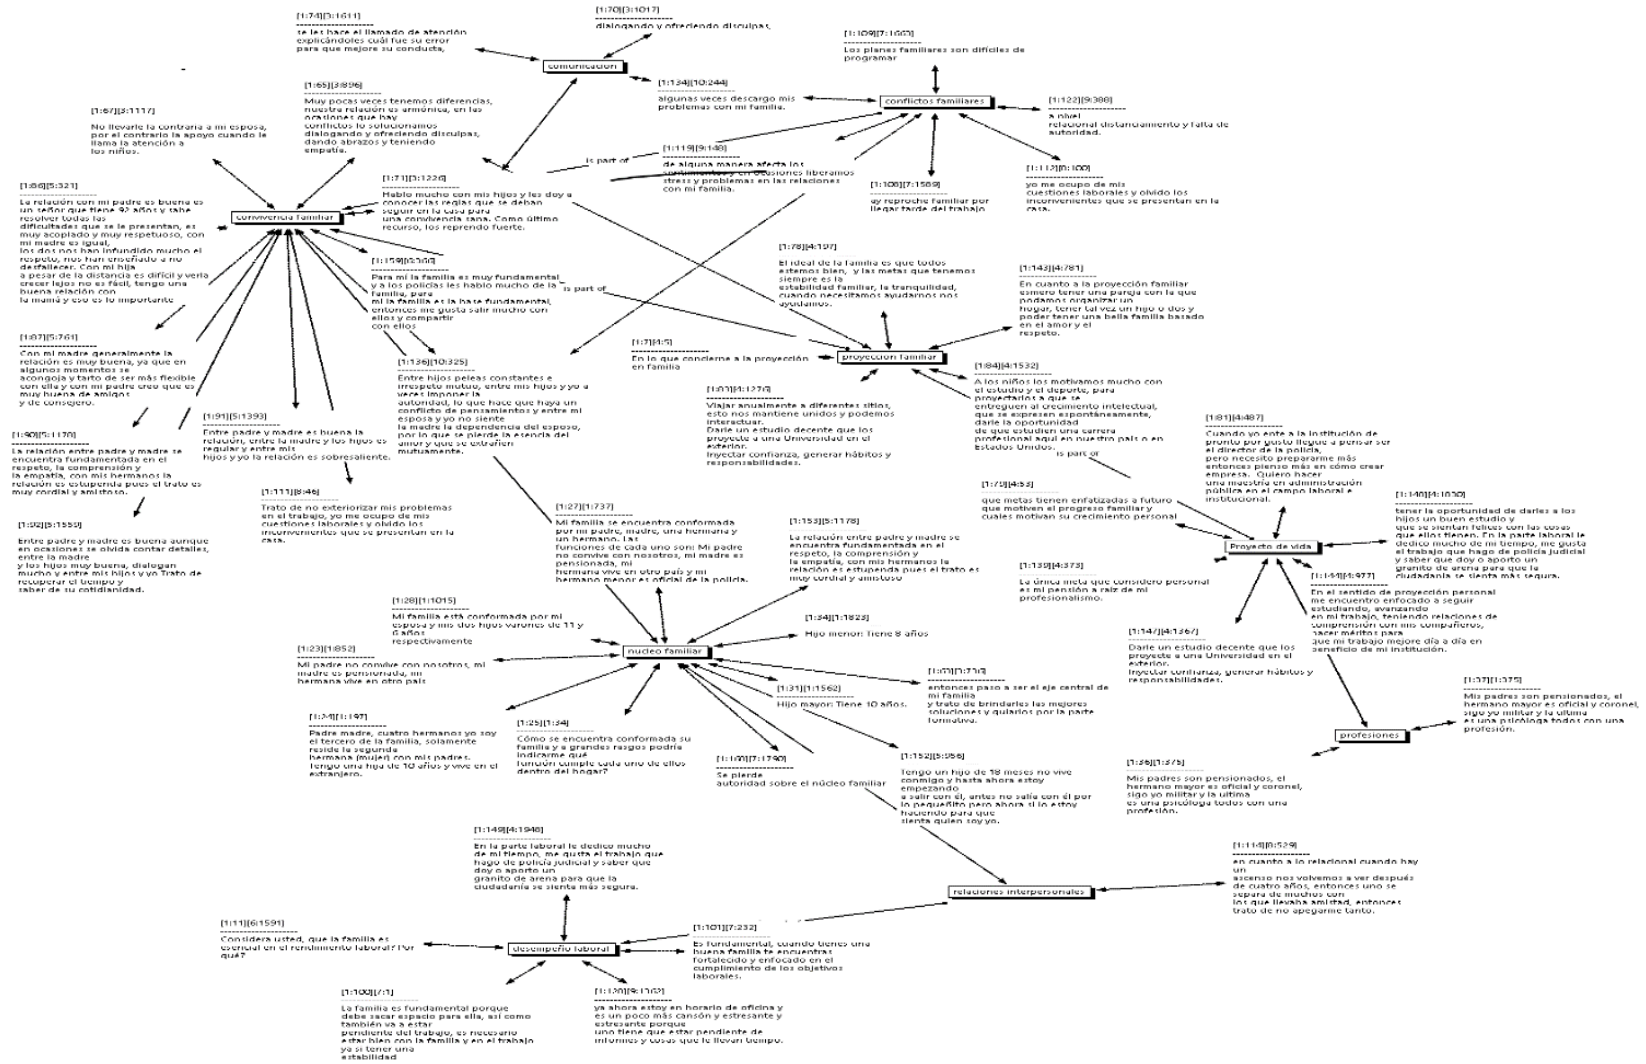 [1:74][3:1611]
se les hace el llamado de atención
explicándoles cuál fue su error
para que mejore su conducta,
[1:70][3:1017]
dialogando y ofreciendo disculpas,
comunicacion
[1:109][7:1663]
Los planes familiares son difíciles de
programar
[1:65][3:896]
Muy pocas veces tenemos diferencias,
nuestra relación es armónica, en las
ocasiones que hay
conflictos lo solucionamos
dialogando y ofreciendo disculpas,
dando abrazos y teniendo
empatía.
[1:134][10:244]
algunas veces descargo mis
problemas con mi familia.
conflictos familiares
[1:122][9:388]
a nivel
relacional distanciamiento y falta de
autoridad.
[1:67][3:1117]
No llevarle la contraria a mi esposa,
por el contrario la apoyo cuando le
llama la atención a
los niños.
is part of
[1:119][9:148]
de alguna manera afecta los
sentimientos y en ocasiones liberamos
stress y problemas en las relaciones
con mi familia.
[1:108][7:1589]
ay reproche familiar por
llegar tarde del trabajo
[1:112][8:100]
yo me ocupo de mis
cuestiones laborales y olvido los
inconvenientes que se presentan en la
casa.
[1:86][5:321]
La relación con mi padre es buena es
un señor que tiene 92 años y sabe
resolver todas las
dificultades que se le presentan, es
muy acoplado y muy respetuoso, con
mi madre es igual,
los dos nos han infundido mucho el
respeto, nos han enseñado a no
desfallecer. Con mi hija
a pesar de la distancia es difícil y verla
crecer lejos no es fácil, tengo una
buena relación con
la mamá y eso es lo importante
convivencia familiar
[1:71][3:1226]
Hablo mucho con mis hijos y les doy a
conocer las reglas que se deban
seguir en la casa para
una convivencia sana. Como último
recurso, los reprendo fuerte.
[1:159][6:366]
Para mí la familia es muy fundamental
y a los policías les hablo mucho de la
familia, para
mí la familia es la base fundamental,
entonces me gusta salir mucho con
ellos y compartir
con ellos
is part of
[1:78][4:197]
El ideal de la familia es que todos
estemos bien, y las metas que tenemos
siempre es la
estabilidad familiar, la tranquilidad,
cuando necesitamos ayudarnos nos
ayudamos.
[1:143][4:781]
En cuanto a la proyección familiar
esmero tener una pareja con la que
podamos organizar un
hogar, tener tal vez un hijo o dos y
poder tener una bella familia basado
en el amor y el
respeto.
[1:7][4:5]
En lo que concierne a la proyección
en familia
proyeccion familiar
[1:87][5:761]
Con mi madre generalmente la
relación es muy buena, ya que en
algunos momentos se
acongoja y tarto de ser más flexible
con ella y con mi padre creo que es
muy buena de amigos
y de consejero.
[1:136][10:325]
Entre hijos peleas constantes e
irrespeto mutuo, entre mis hijos y yo a
veces imponer la
autoridad, lo que hace que haya un
conflicto de pensamientos y entre mi
esposa y yo no siente
la madre la dependencia del esposo,
por lo que se pierde la esencia del
amor y que se extrañen
mutuamente.
[1:83][4:1276]
Viajar anualmente a diferentes sitios,
esto nos mantiene unidos y podemos
interactuar.
Darle un estudio decente que los
proyecte a una Universidad en el
exterior.
Inyectar confianza, generar hábitos y
responsabilidades.
[1:84][4:1532]
A los niños los motivamos mucho con
el estudio y el deporte, para
proyectarlos a que se
entreguen al crecimiento intelectual,
que se expresen espontáneamente,
darle la oportunidad
de que estudien una carrera
profesional aquí en nuestro país o en
Estados Unidos.
is part of
[1:91][5:1393]
Entre padre y madre es buena la
relación, entre la madre y los hijos es
regular y entre mis
hijos y yo la relación es sobresaliente.
[1:90][5:1178]
La relación entre padre y madre se
encuentra fundamentada en el
respeto, la comprensión y
la empatía, con mis hermanos la
relación es estupenda pues el trato es
muy cordial y amistoso.
[1:81][4:487]
Cuando yo ente a la institución de
pronto por gusto llegue a pensar ser
el director de la policía,
pero necesito prepararme más
entonces pienso más en cómo crear
empresa. Quiero hacer
una maestría en administración
pública en el campo laboral e
institucional.
[1:111][8:46]
Trato de no exteriorizar mis problemas
en el trabajo, yo me ocupo de mis
cuestiones laborales y olvido los
inconvenientes que se presentan en la
casa.
[1:79][4:53]
que metas tienen enfatizadas a futuro
que motiven el progreso familiar y
cuales motivan su crecimiento personal
[1:148][4:1830]
tener la oportunidad de darles a los
hijos un buen estudio y
que se sientan felices con las cosas
que ellos tienen. En la parte laboral le
dedico mucho de mi tiempo, me gusta
el trabajo que hago de policía judicial
y saber que doy o aporto un
granito de arena para que la
ciudadanía se sienta más segura.
[1:92][5:1559]
Entre padre y madre es buena aunque
en ocasiones se olvida contar detalles,
entre la madre
y los hijos muy buena, dialogan
mucho y entre mis hijos y yo Trato de
recuperar el tiempo y
saber de su cotidianidad.
[1:27][1:737]
Mi familia se encuentra conformada
por mi padre, madre, una hermana y
un hermano. Las
funciones de cada uno son: Mi padre
no convive con nosotros, mi madre es
pensionada, mi
hermana vive en otro país y mi
hermano menor es oficial de la policía.
[1:153][5:1178]
La relación entre padre y madre se
encuentra fundamentada en el
respeto, la comprensión y
la empatía, con mis hermanos la
relación es estupenda pues el trato es
muy cordial y amistoso
Proyecto de vida
[1:139][4:373]
La única meta que considero personal
es mi pensión a raíz de mi
profesionalismo.
[1:144][4:977]
En el sentido de proyección personal
me encuentro enfocado a seguir
estudiando, avanzando
en mi trabajo, teniendo relaciones de
comprensión con mis compañeros,
hacer méritos para
que mi trabajo mejore día a día en
beneficio de mi institución.
[1:28][1:1015]
Mi familia está conformada por mi
esposa y mis dos hijos varones de 11 y
6 años
respectivamente
[1:34][1:1823]
Hijo menor: Tiene 8 años
[1:147][4:1367]
Darle un estudio decente que los
proyecte a una Universidad en el
exterior.
Inyectar confianza, generar hábitos y
responsabilidades.
[1:23][1:852]
Mi padre no convive con nosotros, mi
madre es pensionada, mi
hermana vive en otro país
nucleo familiar
[1:63][3:736]
entonces paso a ser el eje central de
mi familia
y trato de brindarles las mejores
soluciones y guiarlos por la parte
formativa.
[1:31][1:1562]
Hijo mayor: Tiene 10 años.
[1:37][1:375]
Mis padres son pensionados, el
hermano mayor es oficial y coronel,
sigo yo militar y la ultima
es una psicóloga todos con una
profesión.
[1:24][1:197]
Padre madre, cuatro hermanos yo soy
el tercero de la familia, solamente
reside la segunda
hermana (mujer) con mis padres.
Tengo una hija de 10 años y vive en el
extranjero.
[1:25][1:34]
Cómo se encuentra conformada su
familia y a grandes rasgos podría
indicarme qué
función cumple cada uno de ellos
dentro del hogar?
profesiones
[1:168][7:1790]
Se pierde
autoridad sobre el núcleo familiar
[1:152][5:956]
Tengo un hijo de 18 meses no vive
conmigo y hasta ahora estoy
empezando
a salir con él, antes no salía con él por
lo pequeñito pero ahora si lo estoy
haciendo para que
sienta quien soy yo.
[1:36][1:375]
Mis padres son pensionados, el
hermano mayor es oficial y coronel,
sigo yo militar y la ultima
es una psicóloga todos con una
profesión.
[1:149][4:1948]
En la parte laboral le dedico mucho
de mi tiempo, me gusta el trabajo que
hago de policía judicial y saber que
doy o aporto un
granito de arena para que la
ciudadanía se sienta más segura.
[1:114][8:529]
en cuanto a lo relacional cuando hay
un
ascenso nos volvemos a ver después
de cuatro años, entonces uno se
separa de muchos con
los que llevaba amistad, entonces
trato de no apegarme tanto.
relaciones interpersonales
[1:11][6:1591]
Considera usted, que la familia es
esencial en el rendimiento laboral? Por
qué?
desempeño laboral
[1:101][7:232]
Es fundamental, cuando tienes una
buena familia te encuentras
fortalecido y enfocado en el
cumplimiento de los objetivos
laborales.
[1:100][7:1]
La familia es fundamental porque
debe sacar espacio para ella, así como
también va a estar
pendiente del trabajo, es necesario
estar bien con la familia y en el trabajo
ya si tener una
estabilidad
[1:128][9:1362]
ya ahora estoy en horario de oficina y
es un poco más cansón y estresante y
estresante porque
uno tiene que estar pendiente de
informes y cosas que le llevan tiempo.